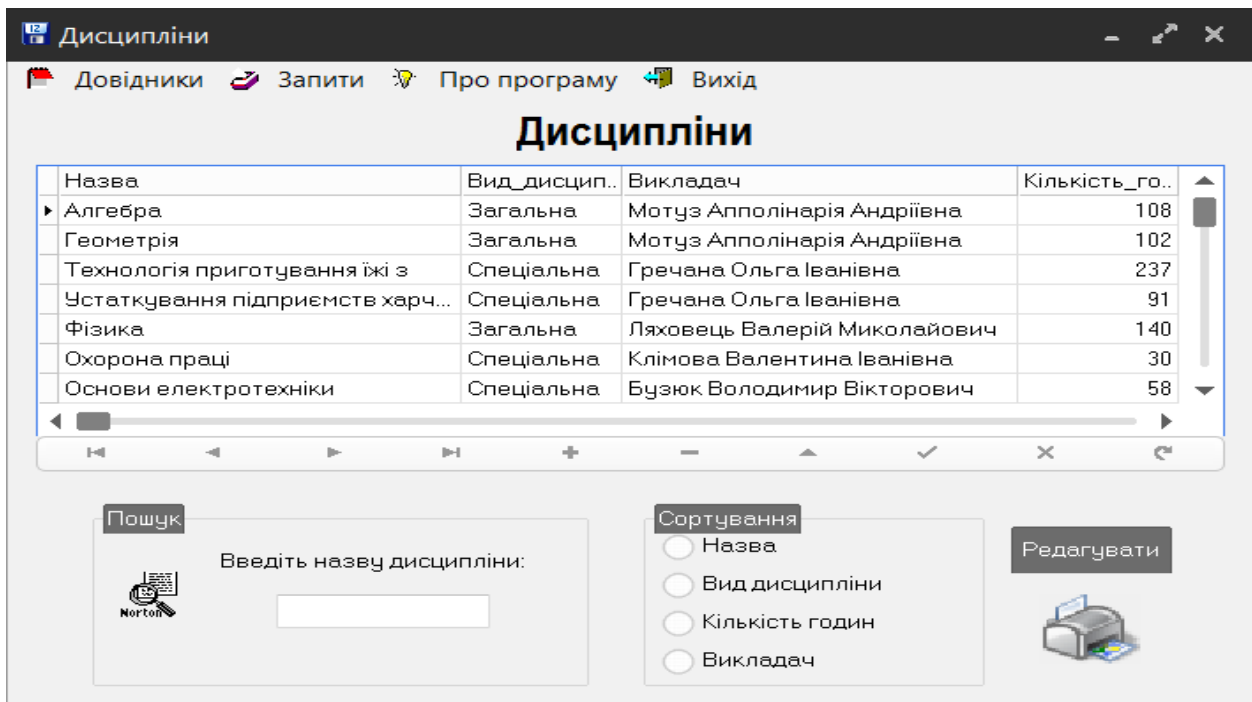 Дисципліни
Довідники Запити Про програму Вихід
Дисципліни
Назва Вид_дисцип.. Викладач Кількість_го..
Алгебра Загальна Мотуз Апполінарія Андріївна 108
Геометрія Загальна Мотуз Апполінарія Андріївна 102
Технологія приготування їжі з Спеціальна Гречана Ольга Іванівна 237
Устаткування підприємств харч... Спеціальна Гречана Ольга Іванівна 91
Фізика Загальна Ляховець Валерій Миколайович 140
Охорона праці Спеціальна Клімова Валентина Іванівна 30
Основи електротехніки Спеціальна Бузюк Володимир Вікторович 58
Пошук
Введіть назву дисципліни:
Norton
Сортування
Назва
Вид дисципліни
Кількість годин
Викладач
Редагувати